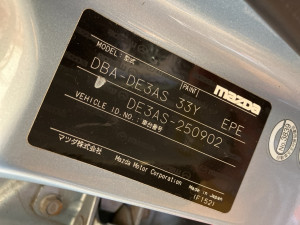 MODEL:型式
DBA-DE3AS 33Y
[PAINT]
mazda
EPE
VEHICLE ID.NO.:車台番号
DE3AS-250902
マツダ株式会社
Mazda Motor Corporation
Made in Japan